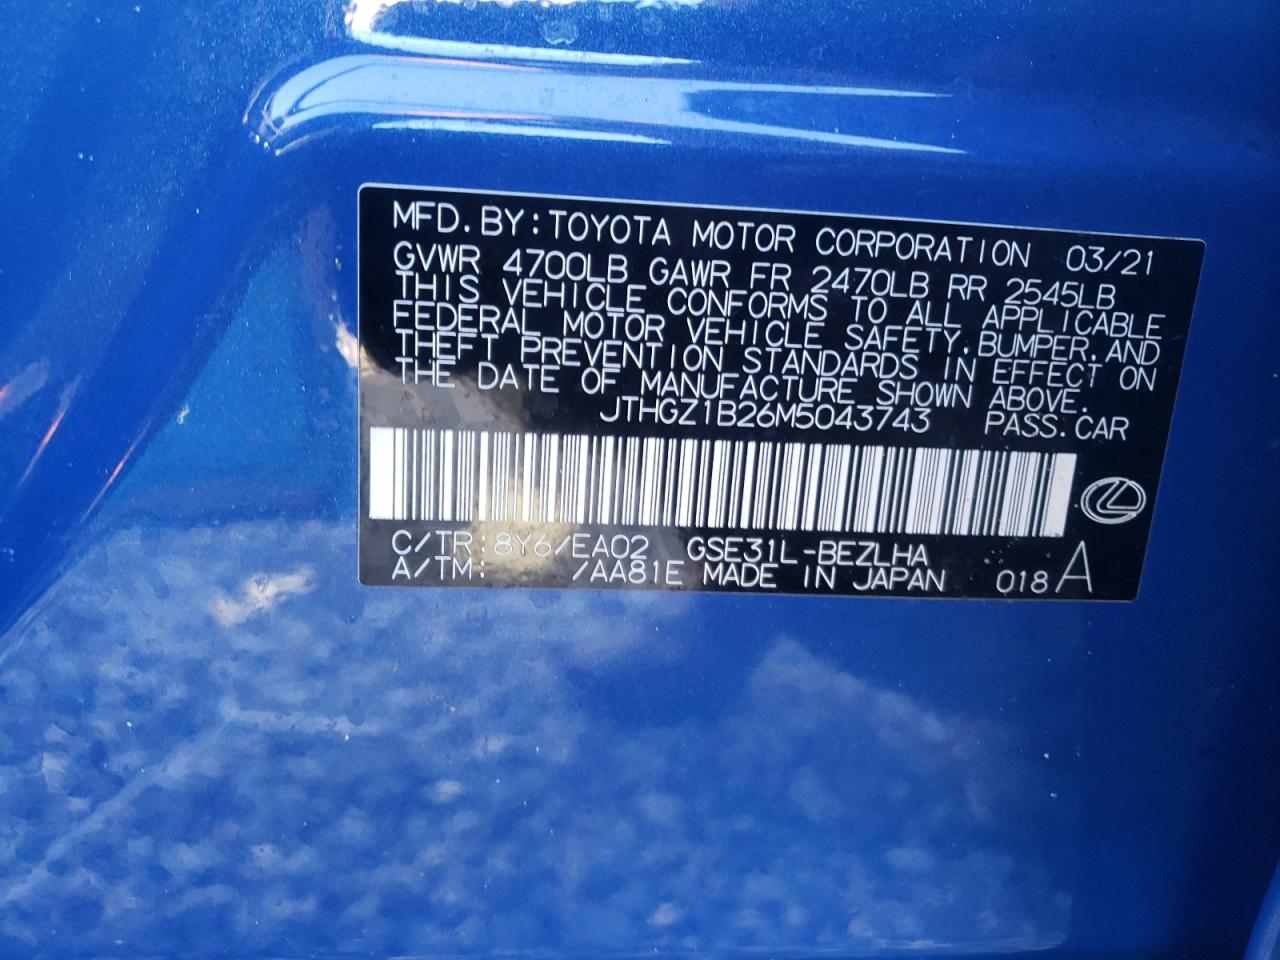 MFD. BY: TOYOTA MOTOR CORPORATION 03/21
GVWR 4700LB GAWR FR 2470LB RR 2545LB
THIS VEHICLE CONFORMS TO ALL APPLICABLE
FEDERAL MOTOR VEHICLE SAFETY, BUMPER, AND
THEFT PREVENTION STANDARDS IN EFFECT ON
THE DATE OF MANUFACTURE SHOWN ABOVE.
JTHGZ1B26M5043743 PASS. CAR
C/TR: 8Y6/EA02 GSE31L-BEZLHA
A/TM: /AA81E MADE IN JAPAN 018 A